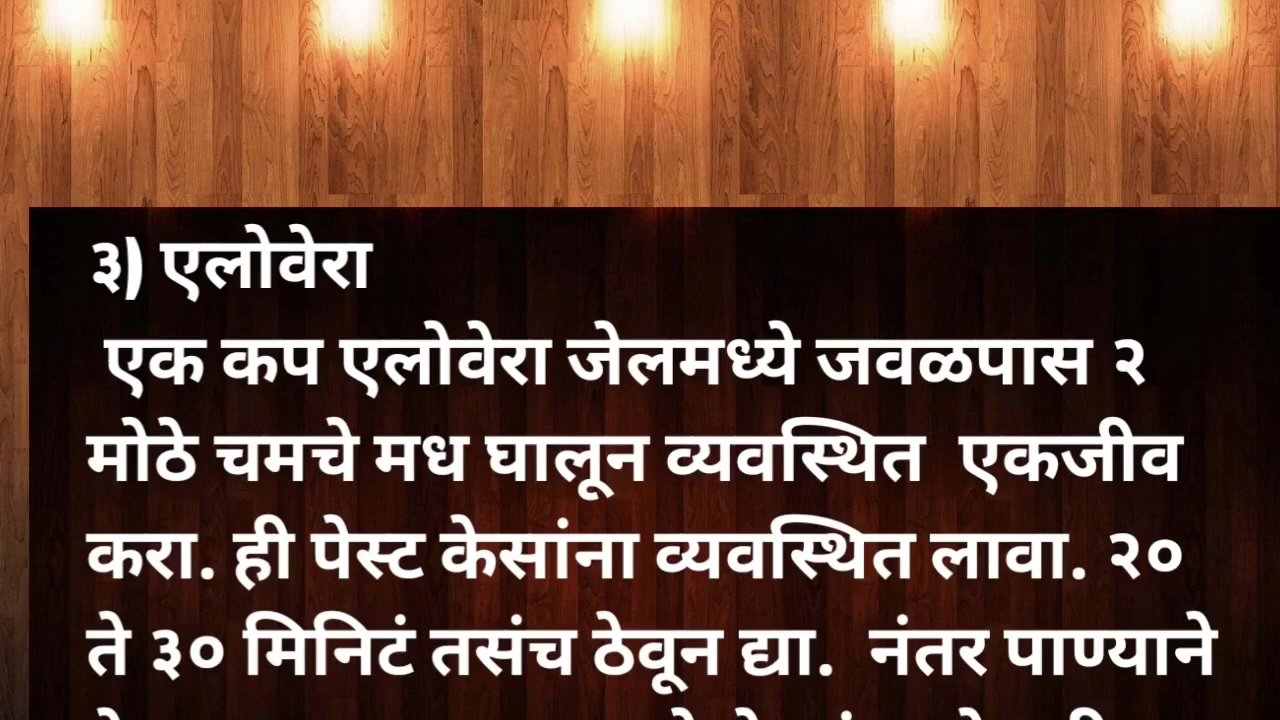 ३) एलोवेरा
एक कप एलोवेरा जेलमध्ये जवळपास २
मोठे चमचे मध घालून व्यवस्थित एकजीव
करा. ही पेस्ट केसांना व्यवस्थित लावा. २०
ते ३० मिनिटं तसंच ठेवून द्या. नंतर पाण्याने